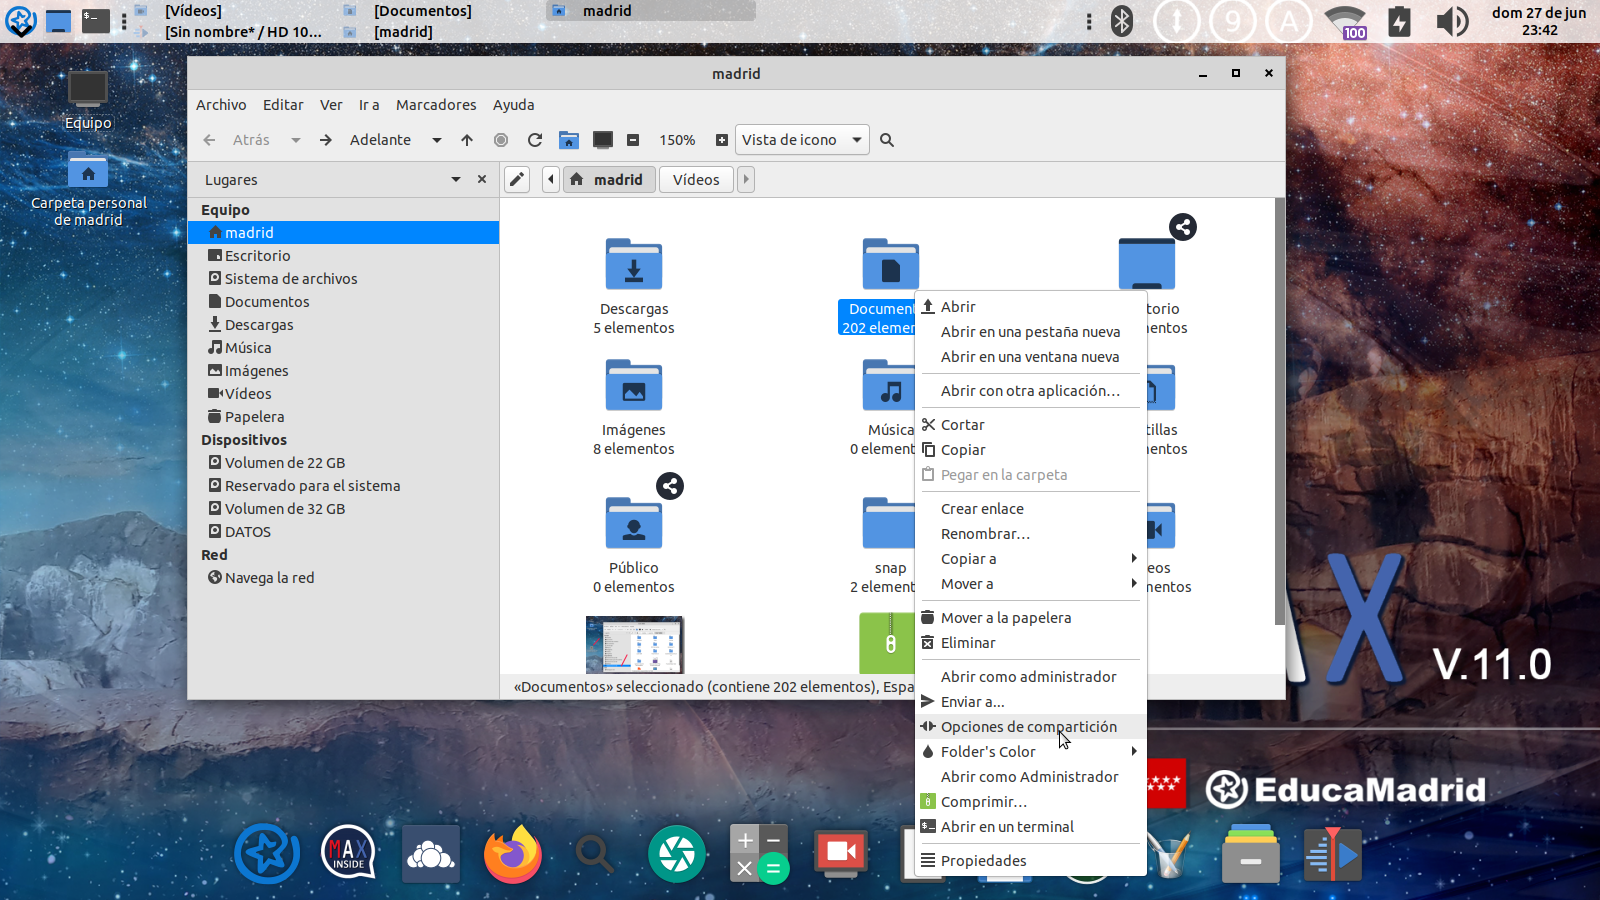 [Vídeos]
[Sin nombre* / HD 10...
[Documentos]
[madrid]
madrid
9
A
100
dom 27 de jun
23:42
Equipo
Carpeta personal
de madrid
madrid
Archivo Editar Ver Ir a Marcadores Ayuda
Atrás Adelante 150% Vista de icono
Lugares
madrid Vídeos
Equipo
madrid
Escritorio
Sistema de archivos
Documentos
Descargas
Música
Imágenes
Vídeos
Papelera
Dispositivos
Volumen de 22 GB
Reservado para el sistema
Volumen de 32 GB
DATOS
Red
Navega la red
Descargas
5 elementos
Document
202 elemen
torio
entos
Imágenes
8 elementos
Música
0 element
tillas
entos
Público
0 elementos
snap
2 element
eos
mentos
«Documentos» seleccionado (contiene 202 elementos), Espa
Abrir
Abrir en una pestaña nueva
Abrir en una ventana nueva
Abrir con otra aplicación...
Cortar
Copiar
Pegar en la carpeta
Crear enlace
Renombrar...
Copiar a
Mover a
Mover a la papelera
Eliminar
Abrir como administrador
Enviar a...
Opciones de compartición
Folder's Color
Abrir como Administrador
Comprimir...
Abrir en un terminal
Propiedades
X
V.11.0
EducaMadrid
MAX
INSIDE